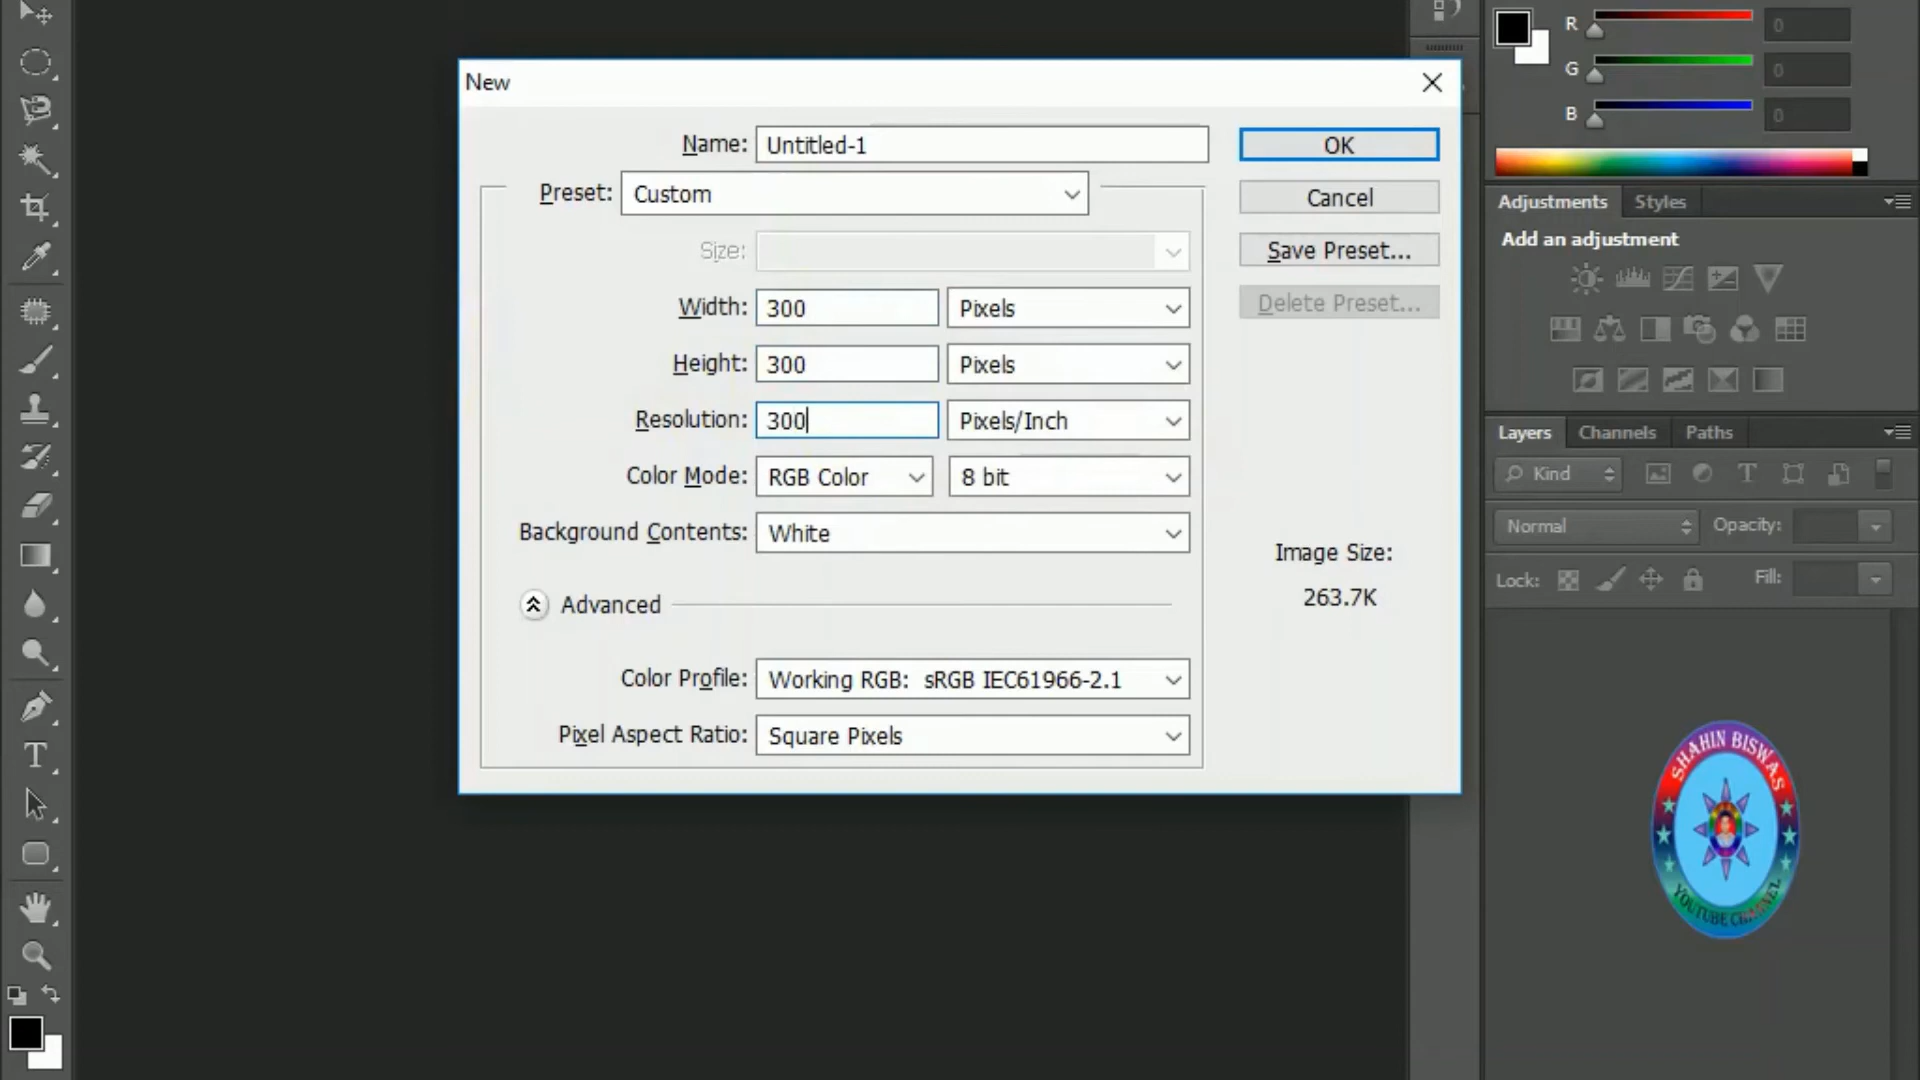 New
Name: Untitled-1
OK
Preset: Custom
Cancel
Size:
Save Preset...
Width: 300 Pixels
Delete Preset...
Height: 300 Pixels
Resolution: 300 Pixels/Inch
Color Mode: RGB Color 8 bit
Background Contents: White
Image Size:
263.7K
Advanced
Color Profile: Working RGB: sRGB IEC61966-2.1
Pixel Aspect Ratio: Square Pixels
R 0
G 0
B 0
Adjustments Styles
Add an adjustment
Layers Channels Paths
Kind
Normal Opacity:
Lock: Fill:
SHAHIN BISWAS
YOUTUBE CHANNEL